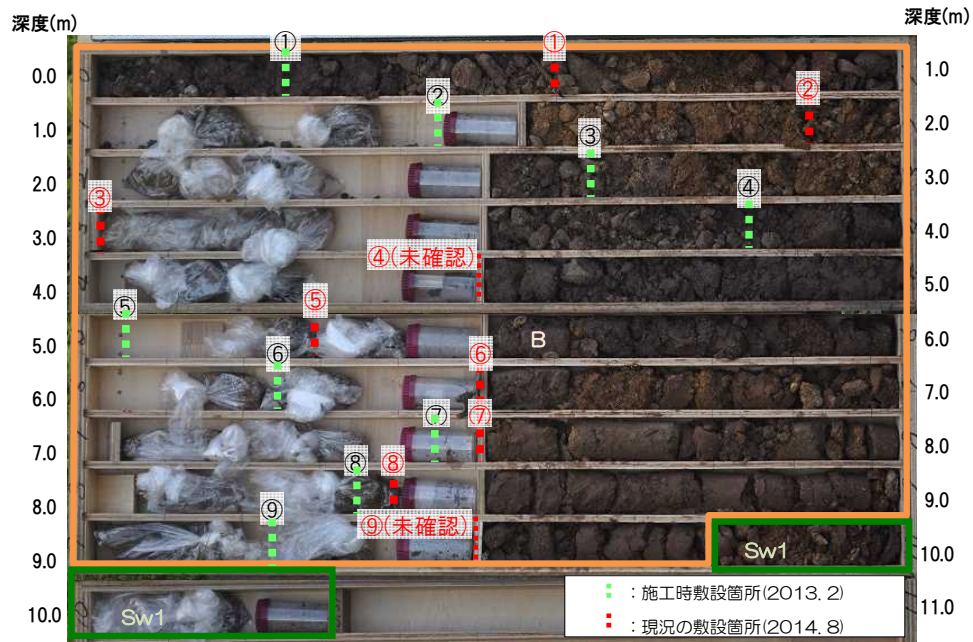 深度(m)
深度(m)
① ①
0.0 1.0
② ②
1.0 2.0
③
2.0 3.0
③ ④
3.0 4.0
④(未確認)
4.0 5.0
⑤ ⑤
5.0 B 6.0
⑥ ⑥
6.0 7.0
⑦ ⑦
7.0 8.0
⑧ ⑧
8.0 9.0
⑨ ⑨(未確認)
9.0 Sw1 10.0
10.0 Sw1 11.0
：施工時敷設箇所(2013.2)
：現況の敷設箇所(2014.8)